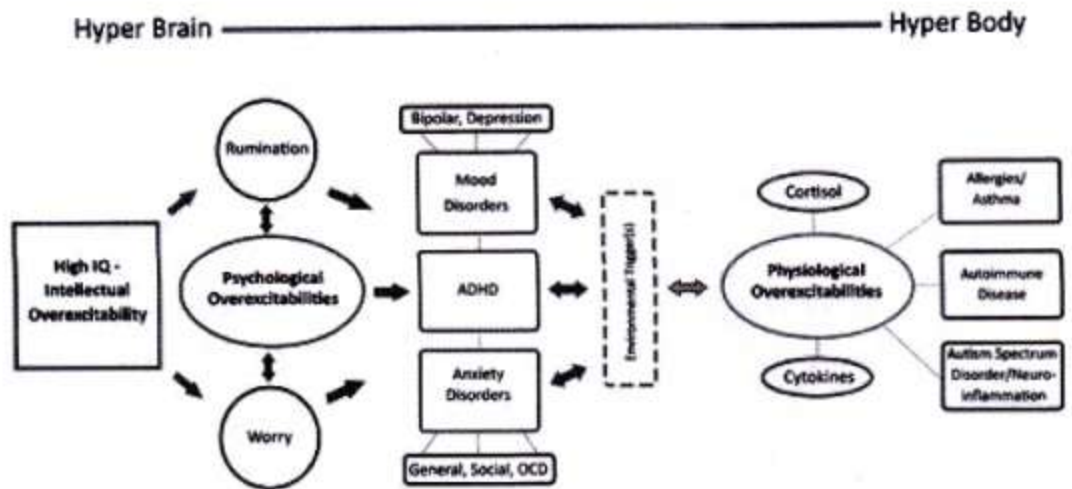 Hyper Brain
Hyper Body
Bipolar, Depression
Rumination
Mood
Disorders
Cortisol
Allergies/
Asthma
High IQ -
Intellectual
Overexcitability
Psychological
Overexcitabilities
ADHD
Environmental Trigger(s)
Physiological
Overexcitabilities
Autoimmune
Disease
Anxiety
Disorders
Cytokines
Autism Spectrum
Disorder/Neuro-
inflammation
Worry
General, Social, OCD